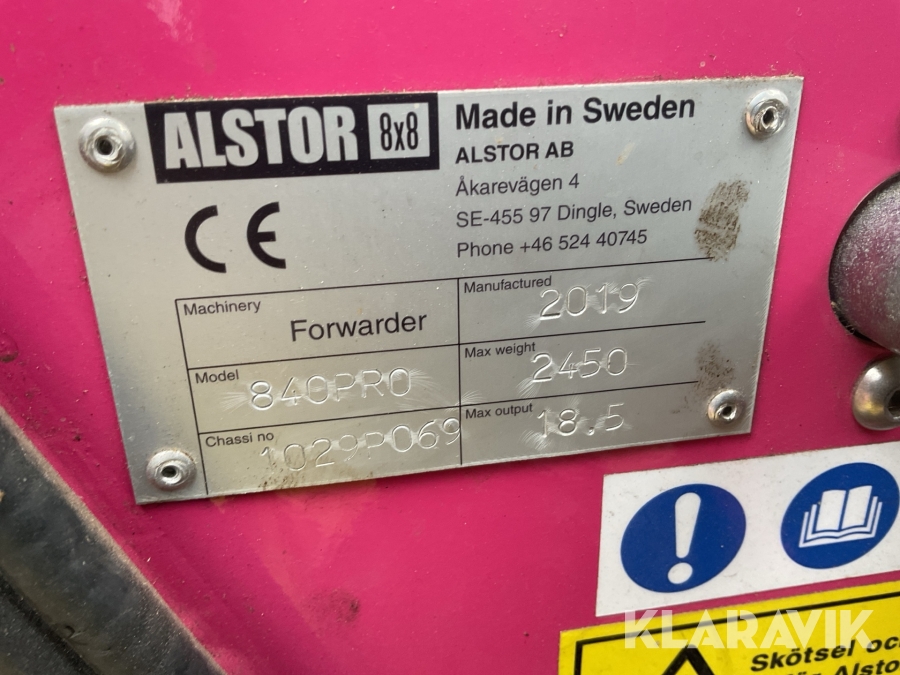 ALSTOR 8x8
Made in Sweden
ALSTOR AB
Åkarevägen 4
SE-455 97 Dingle, Sweden
Phone +46 524 40745
CE
Machinery Forwarder
Manufactured 2019
Model 840PRO
Max weight 2450
Chassi no 1029P069
Max output 18.5
KLARAVIK
Skötsel oc